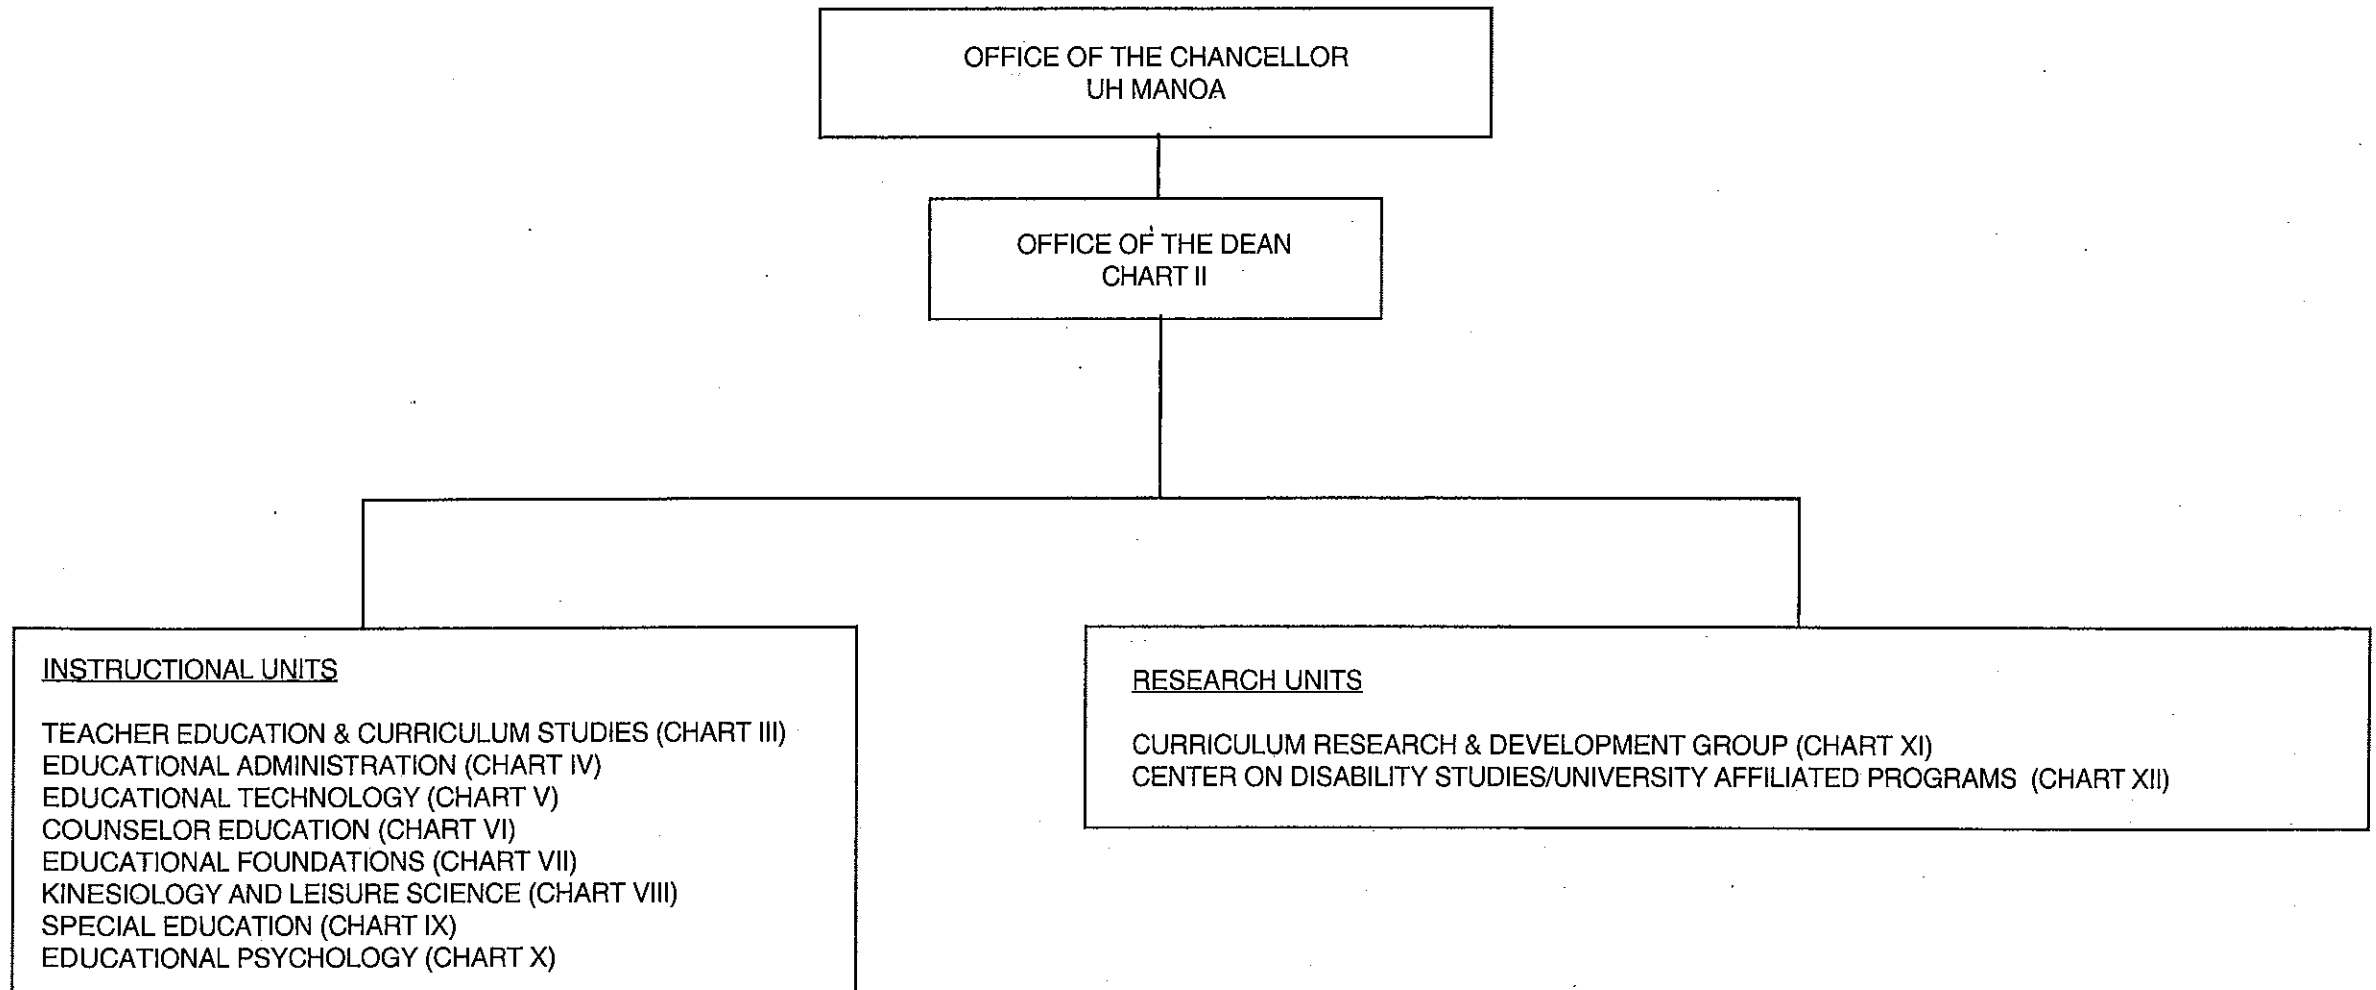 OFFICE OF THE CHANCELLOR
UH MANOA
OFFICE OF THE DEAN
CHART II
INSTRUCTIONAL UNITS
TEACHER EDUCATION & CURRICULUM STUDIES (CHART III)
EDUCATIONAL ADMINISTRATION (CHART IV)
EDUCATIONAL TECHNOLOGY (CHART V)
COUNSELOR EDUCATION (CHART VI)
EDUCATIONAL FOUNDATIONS (CHART VII)
KINESIOLOGY AND LEISURE SCIENCE (CHART VIII)
SPECIAL EDUCATION (CHART IX)
EDUCATIONAL PSYCHOLOGY (CHART X)
RESEARCH UNITS
CURRICULUM RESEARCH & DEVELOPMENT GROUP (CHART XI)
CENTER ON DISABILITY STUDIES/UNIVERSITY AFFILIATED PROGRAMS (CHART XII)